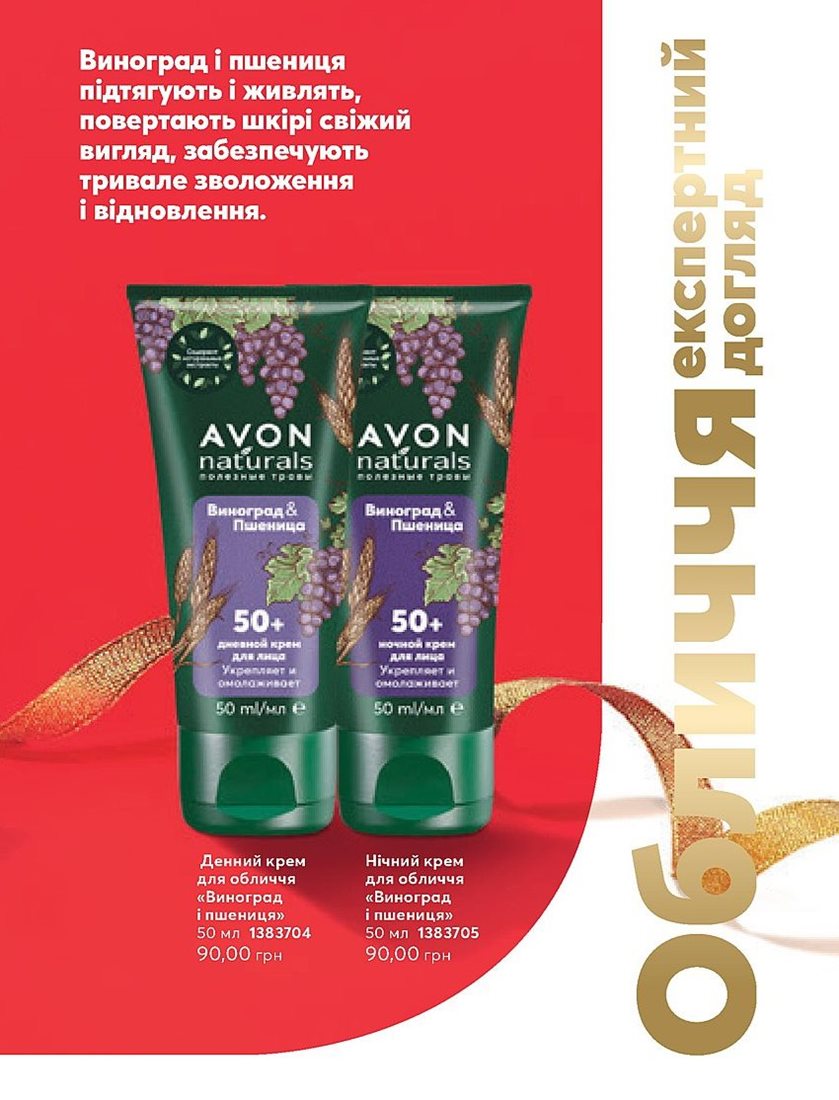 Виноград і пшениця
підтягують і живлять,
повертають шкірі свіжий
вигляд, забезпечують
тривале зволоження
і відновлення.
Обличчя
експертний
догляд
Содержит
натуральные
экстракты
AVON
naturals
полезные травы
Виноград &
Пшеница
50+
дневной крем
для лица
Укрепляет и
омолаживает
50 ml/мл e
AVON
naturals
полезные травы
Виноград &
Пшеница
50+
ночной крем
для лица
Укрепляет и
омолаживает
50 ml/мл e
Денний крем
для обличчя
«Виноград
і пшениця»
50 мл 1383704
90,00 грн
Нічний крем
для обличчя
«Виноград
і пшениця»
50 мл 1383705
90,00 грн